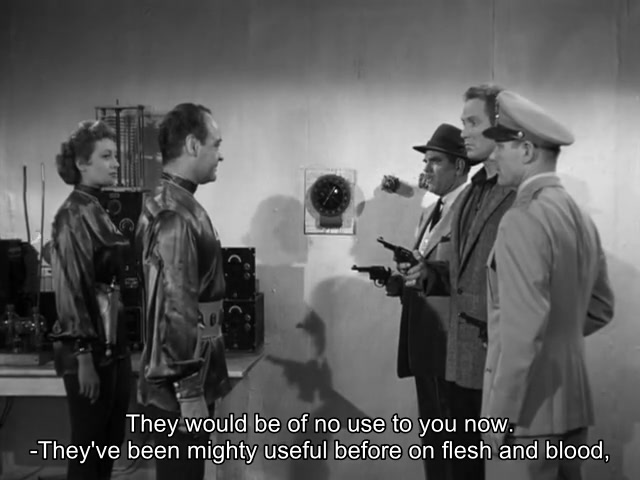 They would be of no use to you now.
-They've been mighty useful before on flesh and blood,